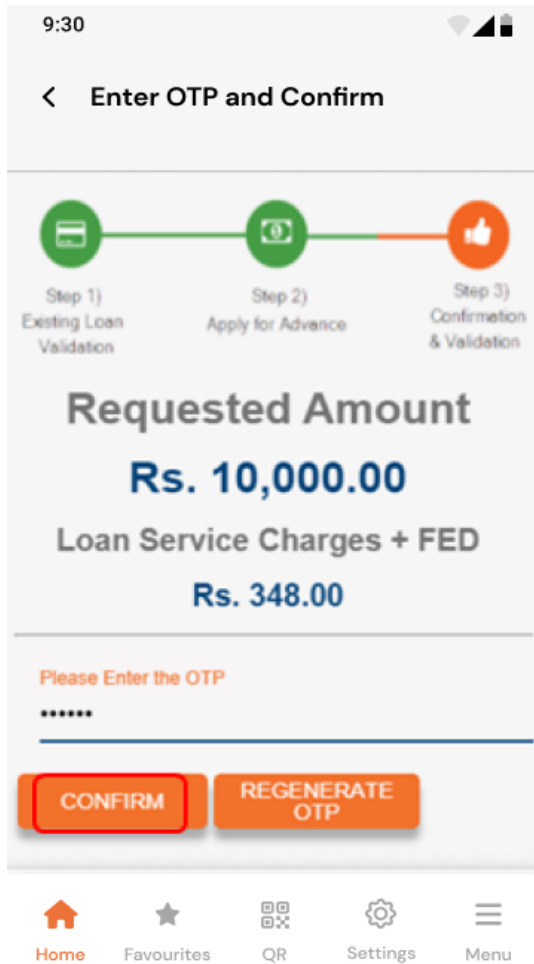 9:30
Enter OTP and Confirm
Step 1)
Existing Loan
Validation
Step 2)
Apply for Advance
Step 3)
Confirmation
& Validation
Requested Amount
Rs. 10,000.00
Loan Service Charges + FED
Rs. 348.00
Please Enter the OTP
••••••
CONFIRM
REGENERATE
OTP
Home
Favourites
QR
Settings
Menu